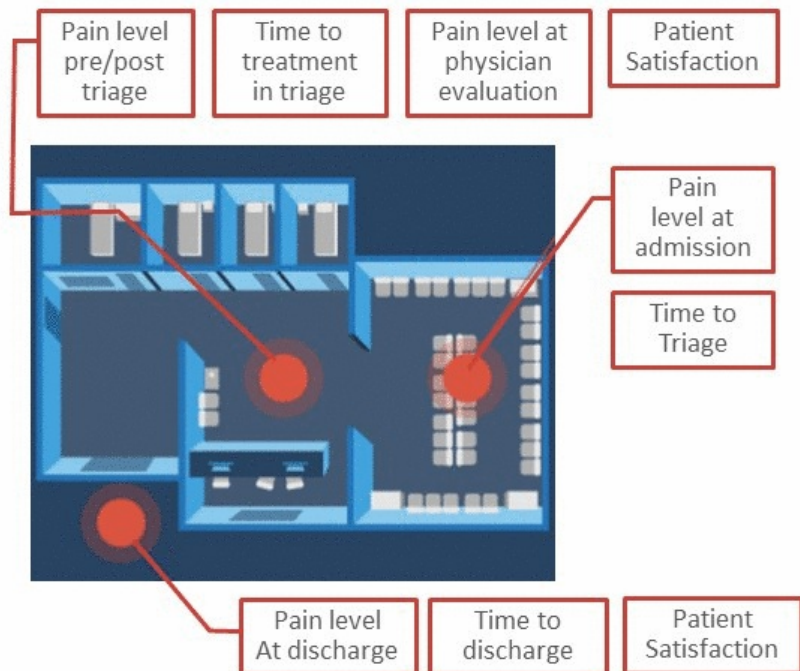 Pain level
pre/post
triage
Time to
treatment
in triage
Pain level at
physician
evaluation
Patient
Satisfaction
Pain
level at
admission
Time to
Triage
Pain level
At discharge
Time to
discharge
Patient
Satisfaction